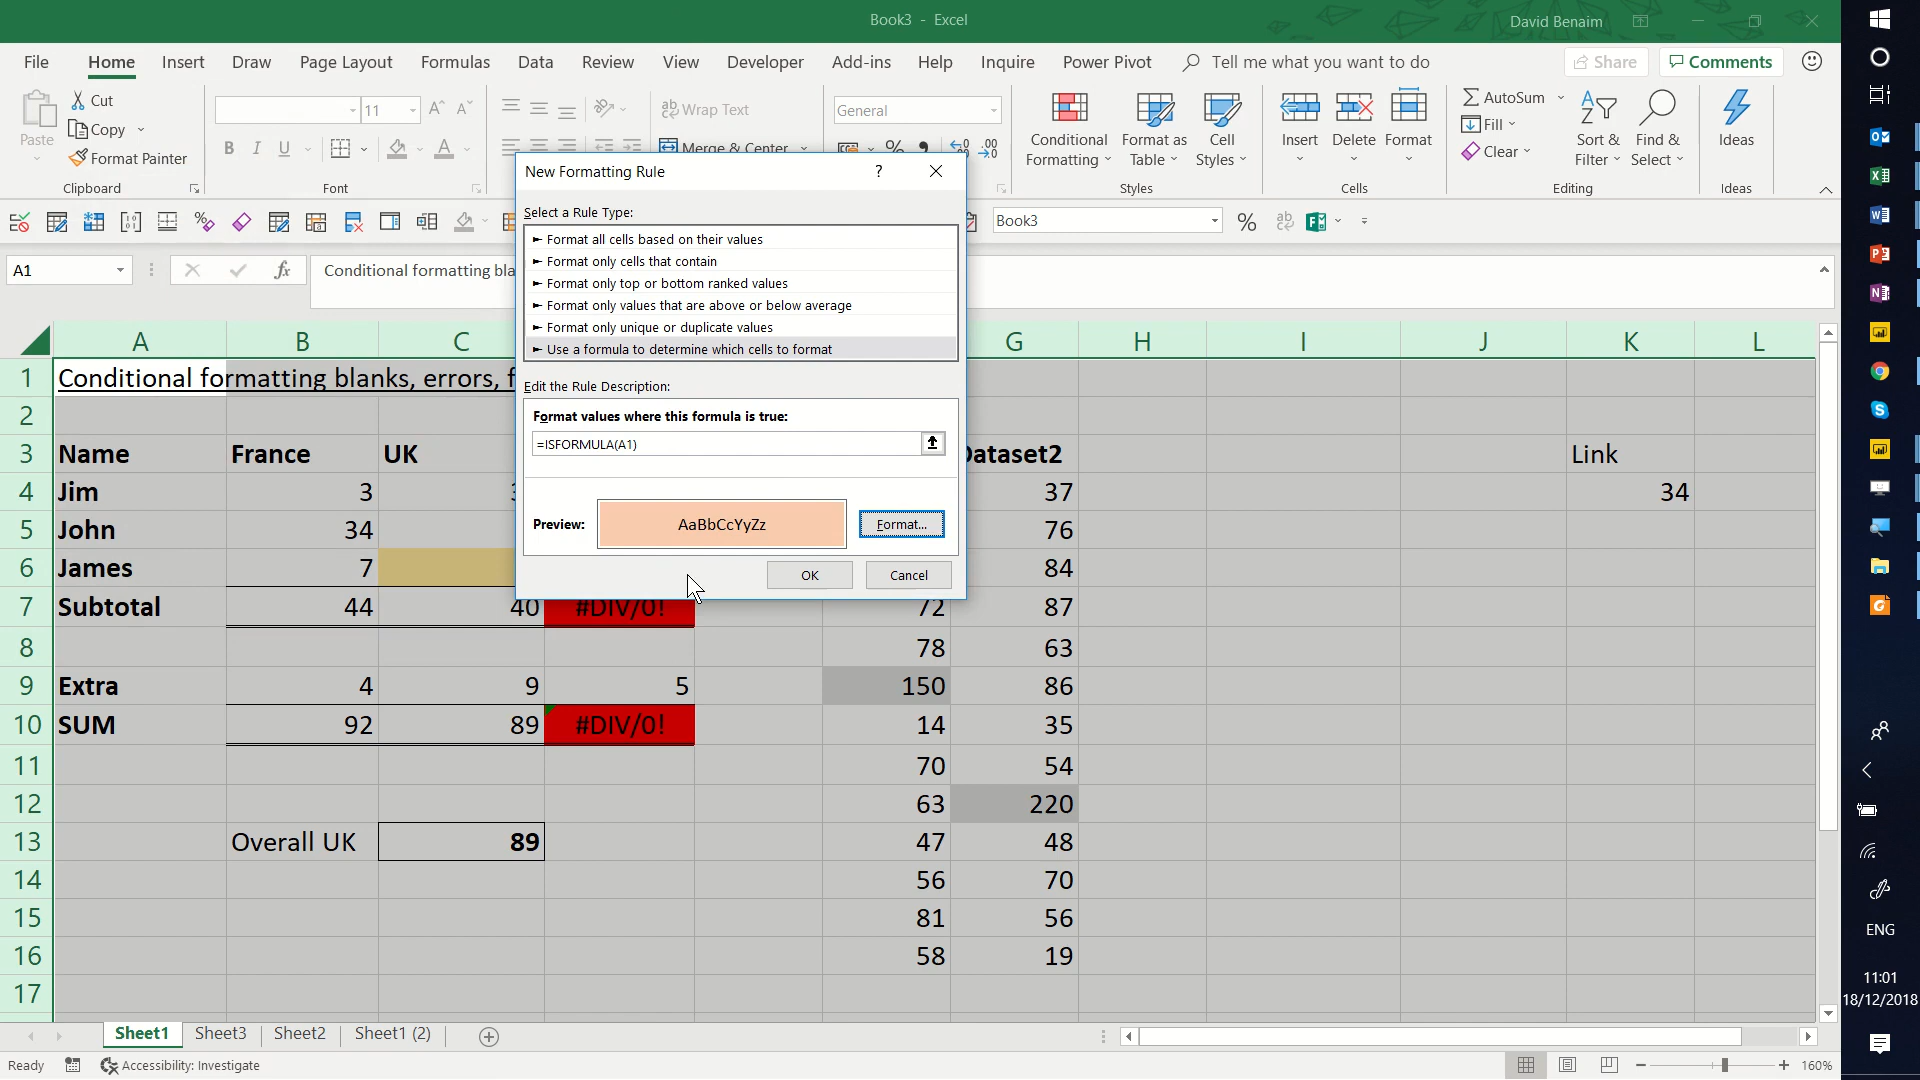 Book3 - Excel
David Benaim
File Home Insert Draw Page Layout Formulas Data Review View Developer Add-ins Help Inquire Power Pivot Tell me what you want to do Share Comments
Paste
Cut
Copy
Format Painter
Clipboard
11
B I U
Font
ab Wrap Text
Merge & Center
General
% ,
Conditional Formatting
Format as Table
Cell Styles
Styles
Insert Delete Format
Cells
AutoSum
Fill
Clear
Sort & Filter
Find & Select
Editing
Ideas
Ideas
Book3
A1
fx
Conditional formatting bla
New Formatting Rule
?
Select a Rule Type:
► Format all cells based on their values
► Format only cells that contain
► Format only top or bottom ranked values
► Format only values that are above or below average
► Format only unique or duplicate values
► Use a formula to determine which cells to format
Edit the Rule Description:
Format values where this formula is true:
=ISFORMULA(A1)
Preview:
AaBbCcYyZz
Format...
OK
Cancel
A B C G H I J K L
1 Conditional formatting blanks, errors, f
2
3 Name France UK Dataset2 Link
4 Jim 3 37 34
5 John 34 76
6 James 7 84
7 Subtotal 44 40 #DIV/0! 72 87
8 78 63
9 Extra 4 9 5 150 86
10 SUM 92 89 #DIV/0! 14 35
11 70 54
12 63 220
13 Overall UK 89 47 48
14 56 70
15 81 56
16 58 19
17
Sheet1 Sheet3 Sheet2 Sheet1 (2)
Ready
Accessibility: Investigate
160%
ENG
11:01
18/12/2018